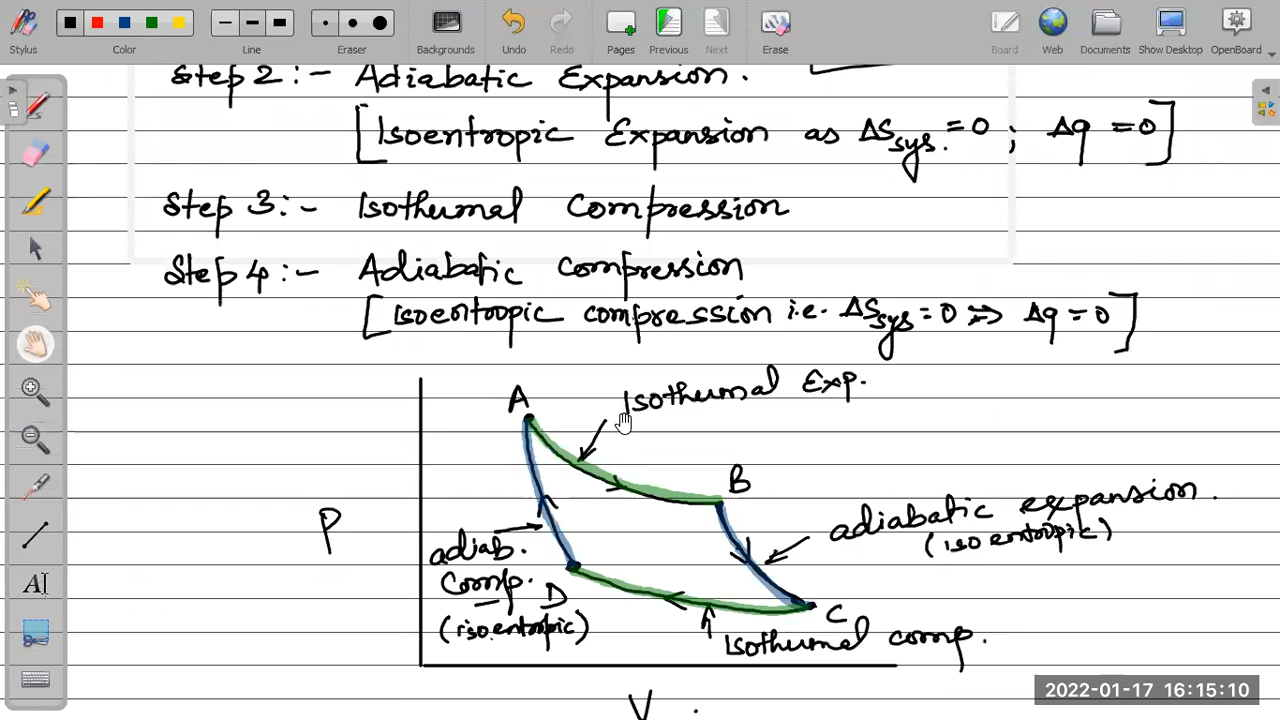 Stylus Color Line Eraser Backgrounds Undo Redo Pages Previous Next Erase Board Web Documents Show Desktop OpenBoard
Step 2 :- Adiabatic Expansion.
[Isoentropic Expansion as ΔSsys. = 0 ; Δq = 0]
Step 3 :- Isothermal Compression
Step 4 :- Adiabatic compression
[Isoentropic compression i.e. ΔSsys = 0 => Δq = 0]
A
Isothermal Exp.
B
P
adiabatic expansion.
(isoentropic)
adiab.
Comp.
D
(iso.entropic)
C
Isothermal comp.
V
2022-01-17 16:15:10